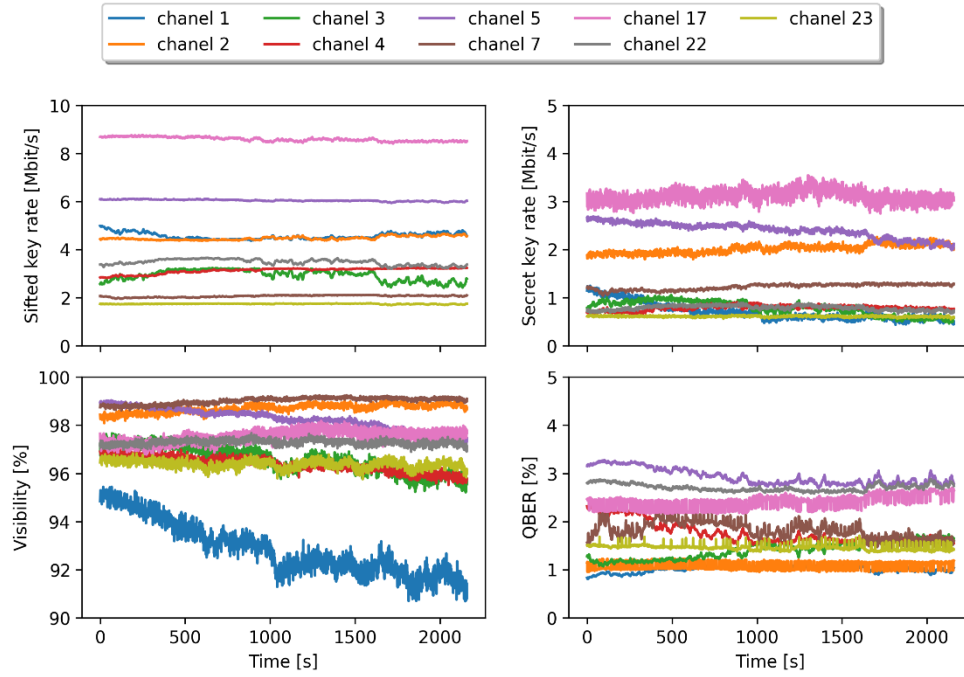 chanel 1 chanel 3 chanel 5 chanel 17 chanel 23
chanel 2 chanel 4 chanel 7 chanel 22
10
8
6
4
2
0
Sifted key rate [Mbit/s]
5
4
3
2
1
0
Secret key rate [Mbit/s]
100
98
96
94
92
90
Visibility [%]
0 500 1000 1500 2000
Time [s]
5
4
3
2
1
0
QBER [%]
0 500 1000 1500 2000
Time [s]